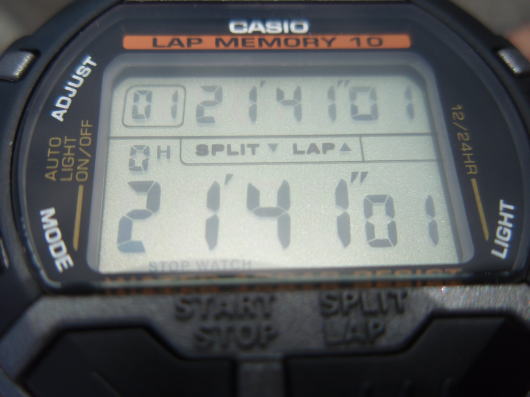 CASIO
LAP MEMORY 10
ADJUST
AUTO
LIGHT
ON/OFF
12/24HR
MODE
LIGHT
01 21'41"01
0H SPLIT▼ LAP▲
21'41"01
STOP WATCH
START SPLIT
STOP LAP